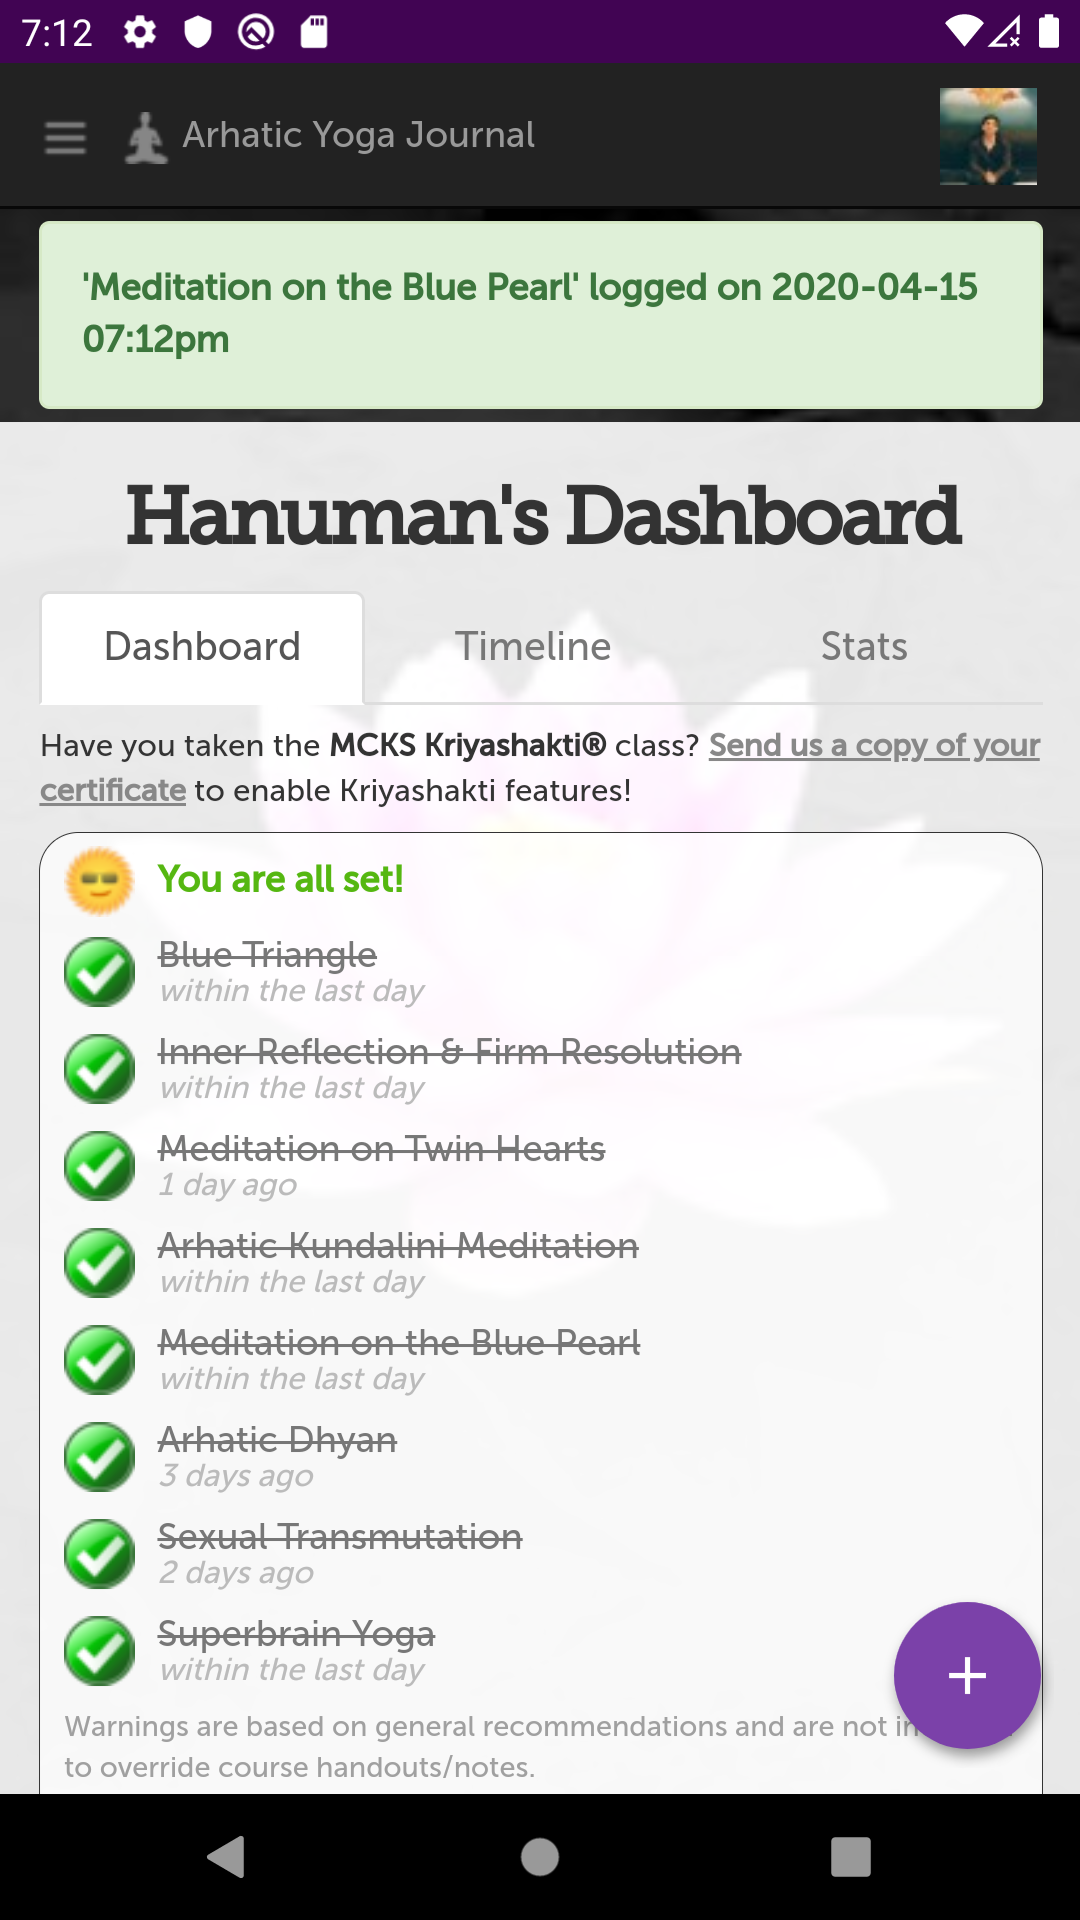 7:12
Arhatic Yoga Journal
'Meditation on the Blue Pearl' logged on 2020-04-15
07:12pm
Hanuman's Dashboard
Dashboard
Timeline
Stats
Have you taken the MCKS Kriyashakti® class? Send us a copy of your
certificate to enable Kriyashakti features!
You are all set!
Blue Triangle
within the last day
Inner Reflection & Firm Resolution
within the last day
Meditation on Twin Hearts
1 day ago
Arhatic Kundalini Meditation
within the last day
Meditation on the Blue Pearl
within the last day
Arhatic Dhyan
3 days ago
Sexual Transmutation
2 days ago
Superbrain Yoga
within the last day
Warnings are based on general recommendations and are not
to override course handouts/notes.